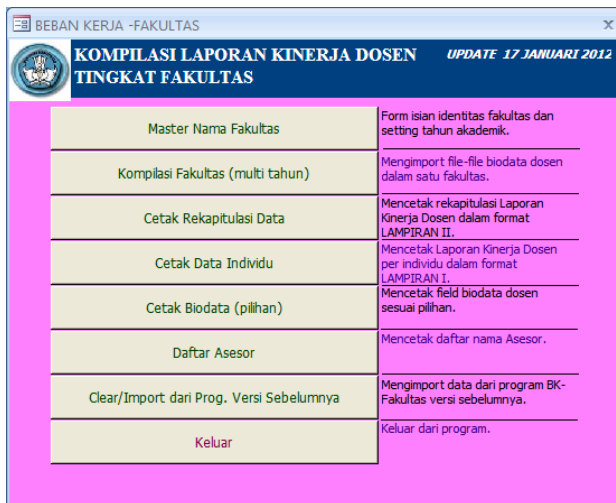 BEBAN KERJA -FAKULTAS
KOMPILASI LAPORAN KINERJA DOSEN
TINGKAT FAKULTAS
UPDATE 17 JANUARI 2012
Master Nama Fakultas
Form isian identitas fakultas dan
setting tahun akademik.
Kompilasi Fakultas (multi tahun)
Mengimport file-file biodata dosen
dalam satu fakultas.
Cetak Rekapitulasi Data
Mencetak rekapitulasi Laporan
Kinerja Dosen dalam format
LAMPIRAN II.
Cetak Data Individu
Mencetak Laporan Kinerja Dosen
per individu dalam format
LAMPIRAN I.
Cetak Biodata (pilihan)
Mencetak field biodata dosen
sesuai pilihan.
Daftar Asesor
Mencetak daftar nama Asesor.
Clear/Import dari Prog. Versi Sebelumnya
Mengimport data dari program BK-
Fakultas versi sebelumnya.
Keluar
Keluar dari program.